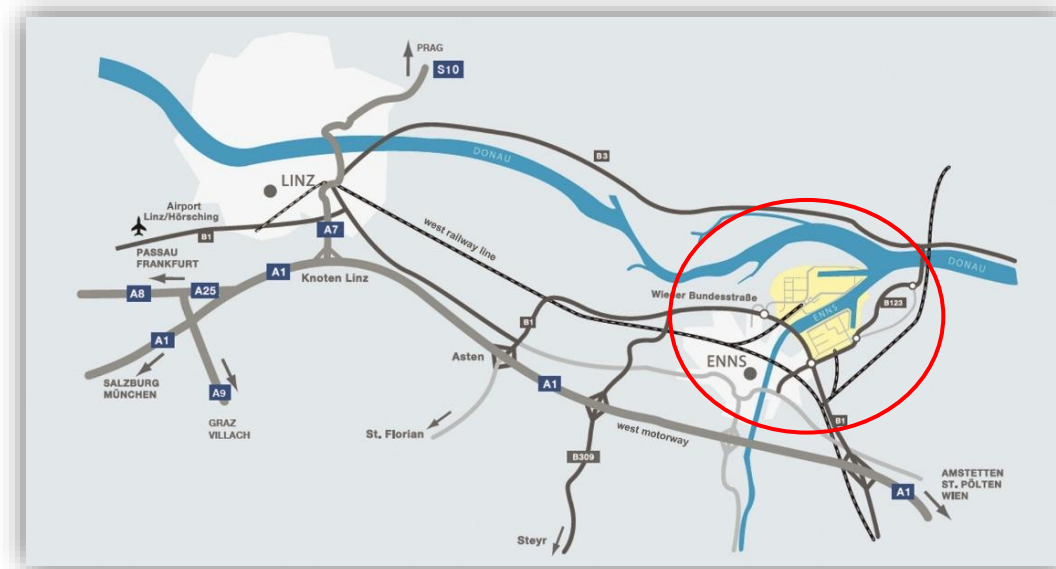 PRAG
S10
DONAU
B3
LINZ
Airport
Linz/Hörsching
B1
A7
west railway line
PASSAU
FRANKFURT
A1
Knoten Linz
A8
A25
Wiener Bundesstraße
B123
DONAU
ENNS
B1
A1
SALZBURG
MÜNCHEN
Asten
ENNS
A9
A1
GRAZ
VILLACH
St. Florian
west motorway
B1
B309
AMSTETTEN
ST. PÖLTEN
WIEN
A1
Steyr